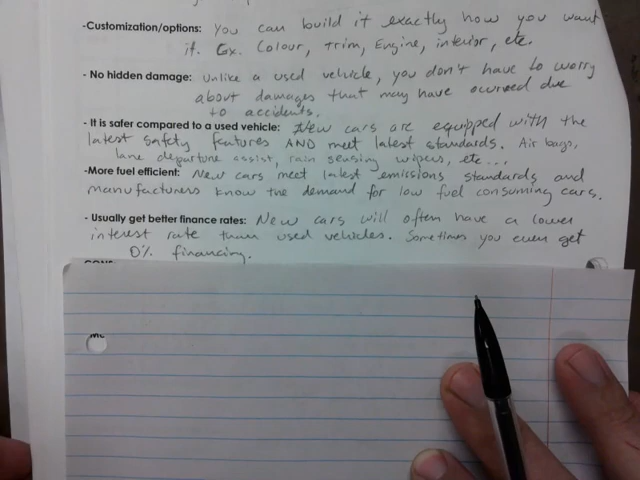 -Customization/options: You can build it exactly how you want
it. Ex. Colour, Trim, Engine, interior, etc.
- No hidden damage: Unlike a used vehicle, you don't have to worry
about damages that may have ocurred due
to accidents.
- It is safer compared to a used vehicle: New cars are equipped with the
latest safety features AND meet latest standards. Air bags,
lane departure assist, rain sensing wipers, etc...
-More fuel efficient: New cars meet latest emissions standards and
manufacturers know the demand for low fuel consuming cars.
- Usually get better finance rates: New cars will often have a lower
interest rate than used vehicles. Sometimes you even get
0% financing.